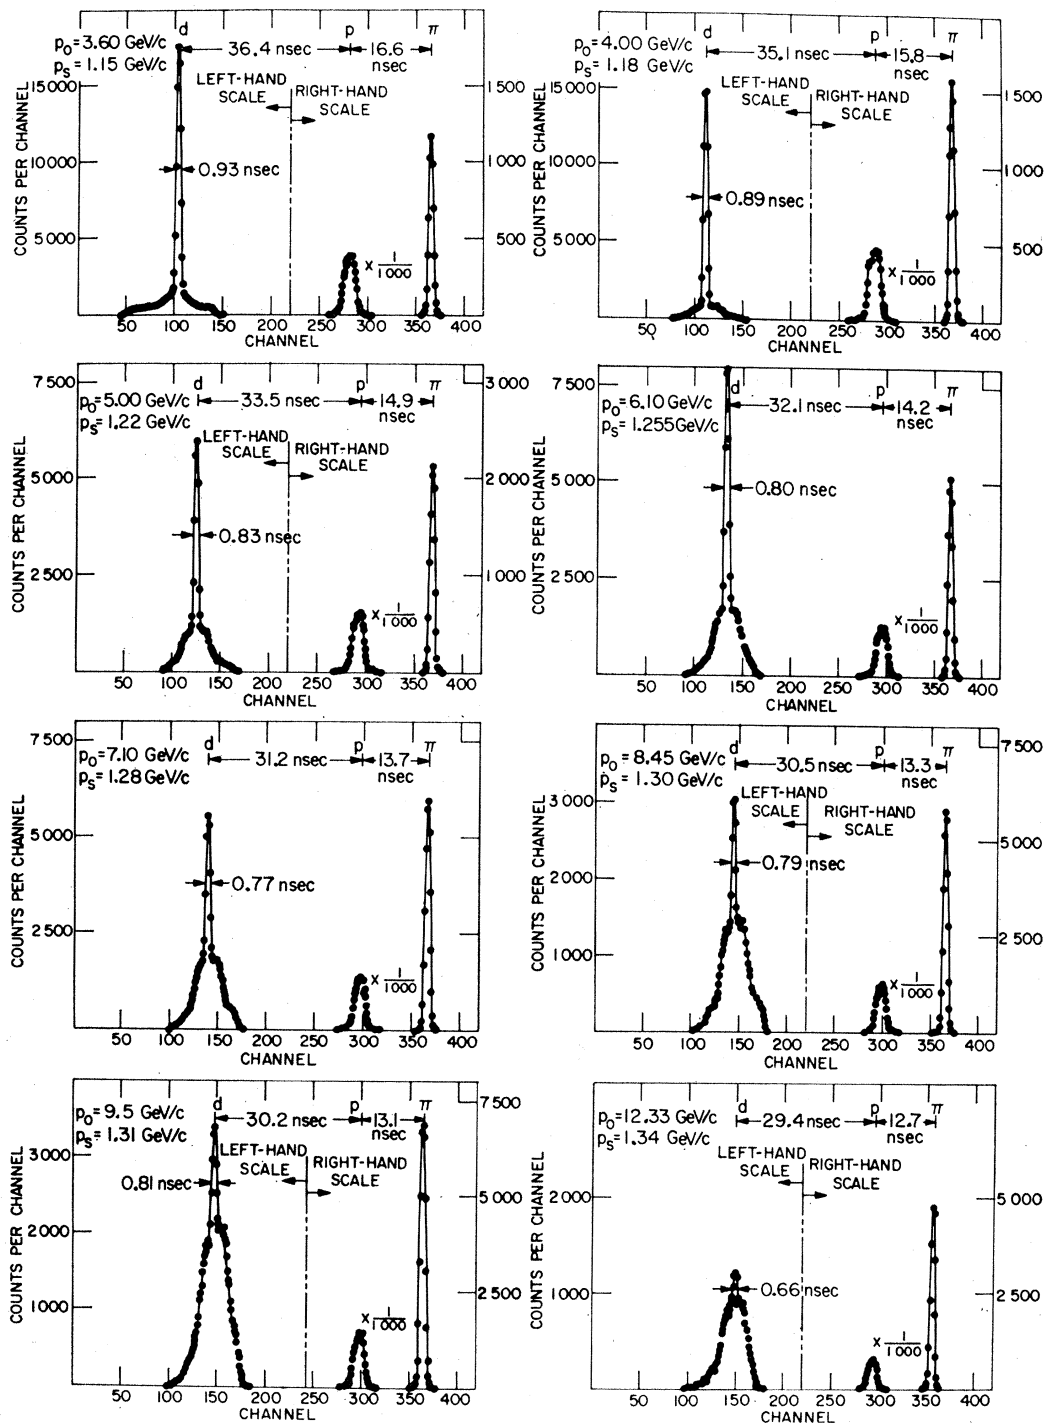 d p π
p₀=3.60 GeV/c 36.4 nsec 16.6 nsec
pₛ=1.15 GeV/c
LEFT-HAND SCALE RIGHT-HAND SCALE
15000 1500
10000 1000
5000 500
0.93 nsec
x 1/1000
COUNTS PER CHANNEL
50 100 150 200 250 300 350 400
CHANNEL
d p π
p₀=4.00 GeV/c 35.1 nsec 15.8 nsec
pₛ=1.18 GeV/c
LEFT-HAND SCALE RIGHT-HAND SCALE
15000 1500
10000 1000
5000 500
0.89 nsec
x 1/1000
COUNTS PER CHANNEL
50 100 150 200 250 300 350 400
CHANNEL
7500 d p π 3000
p₀=5.00 GeV/c 33.5 nsec 14.9 nsec
pₛ=1.22 GeV/c
LEFT-HAND SCALE RIGHT-HAND SCALE
5000 2000
2500 1000
0.83 nsec
x 1/1000
COUNTS PER CHANNEL
50 100 150 200 250 300 350 400
CHANNEL
7500 d p π
p₀=6.10 GeV/c 32.1 nsec 14.2 nsec
pₛ=1.255 GeV/c
5000
2500
0.80 nsec
x 1/1000
COUNTS PER CHANNEL
50 100 150 200 250 300 350 400
CHANNEL
7500 d p π
p₀=7.10 GeV/c 31.2 nsec 13.7 nsec
pₛ=1.28 GeV/c
5000
2500
0.77 nsec
x 1/1000
COUNTS PER CHANNEL
50 100 150 200 250 300 350 400
CHANNEL
d p π 7500
p₀=8.45 GeV/c 30.5 nsec 13.3 nsec
pₛ=1.30 GeV/c
LEFT-HAND SCALE RIGHT-HAND SCALE
3000 5000
2000
1000 2500
0.79 nsec
x 1/1000
COUNTS PER CHANNEL
50 100 150 200 250 300 350 400
CHANNEL
d p π 7500
p₀=9.5 GeV/c 30.2 nsec 13.1 nsec
pₛ=1.31 GeV/c
LEFT-HAND SCALE RIGHT-HAND SCALE
3000 5000
2000
1000 2500
0.81 nsec
x 1/1000
COUNTS PER CHANNEL
50 100 150 200 250 300 350 400
CHANNEL
d p π
p₀=12.33 GeV/c 29.4 nsec 12.7 nsec
pₛ=1.34 GeV/c
LEFT-HAND SCALE RIGHT-HAND SCALE
2000 5000
1000 2500
0.66 nsec
x 1/1000
COUNTS PER CHANNEL
50 100 150 200 250 300 350 400
CHANNEL